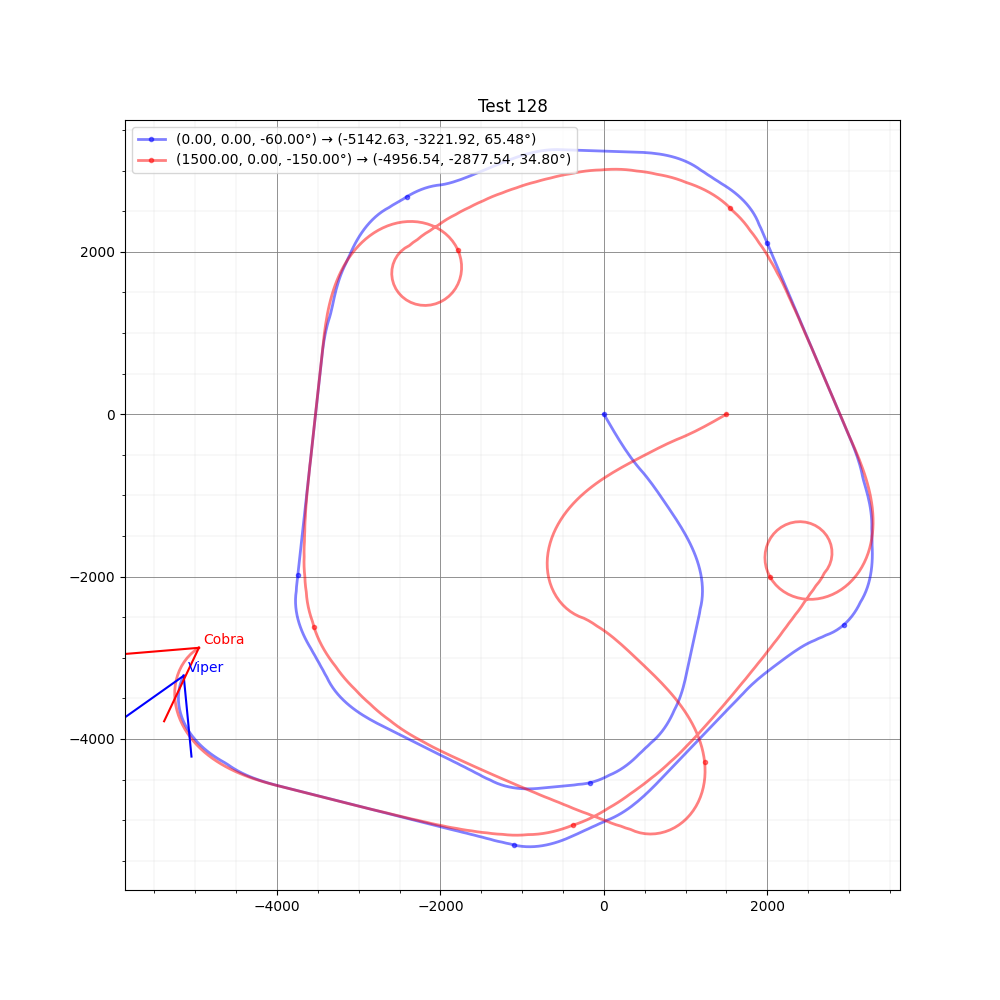 Test 128
(0.00, 0.00, -60.00°) → (-5142.63, -3221.92, 65.48°)
(1500.00, 0.00, -150.00°) → (-4956.54, -2877.54, 34.80°)
2000
0
−2000
−4000
Cobra
Viper
−4000
−2000
0
2000